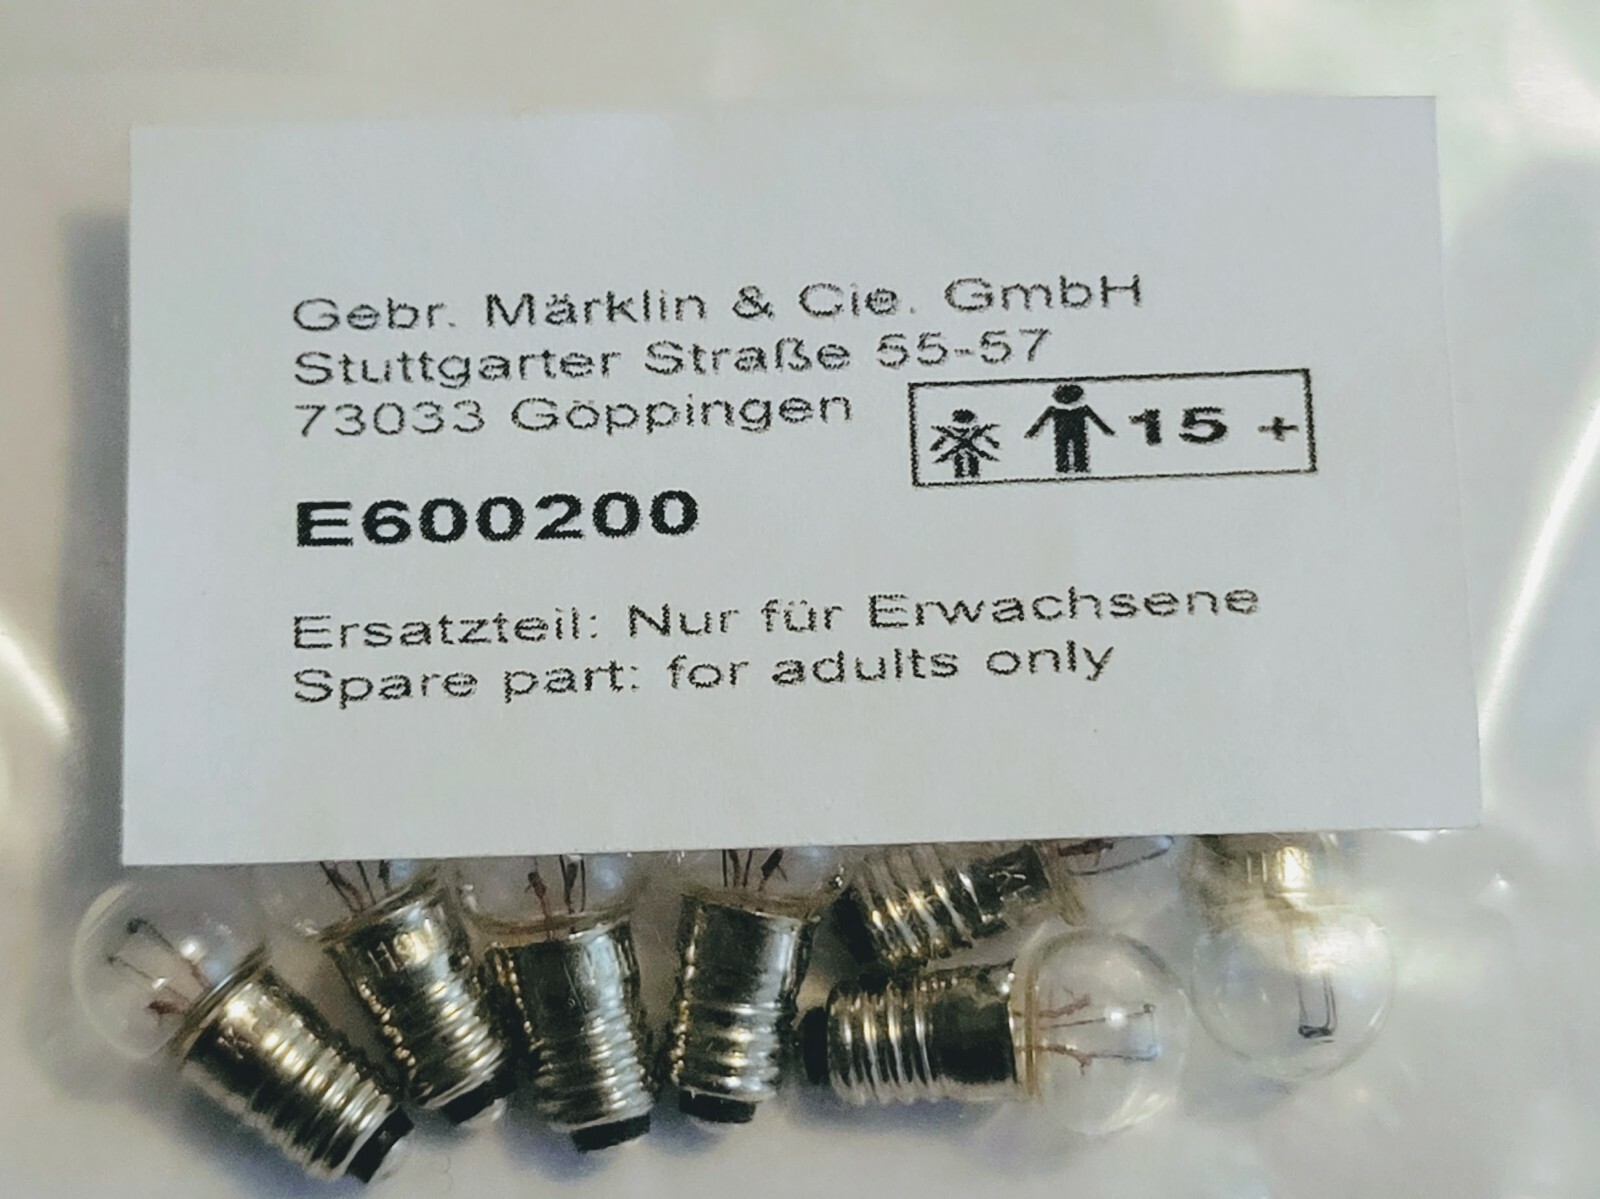 Gebr. Märklin & Cie. GmbH
Stuttgarter Straße 55-57
73033 Göppingen
15 +
E600200
Ersatzteil: Nur für Erwachsene
Spare part: for adults only